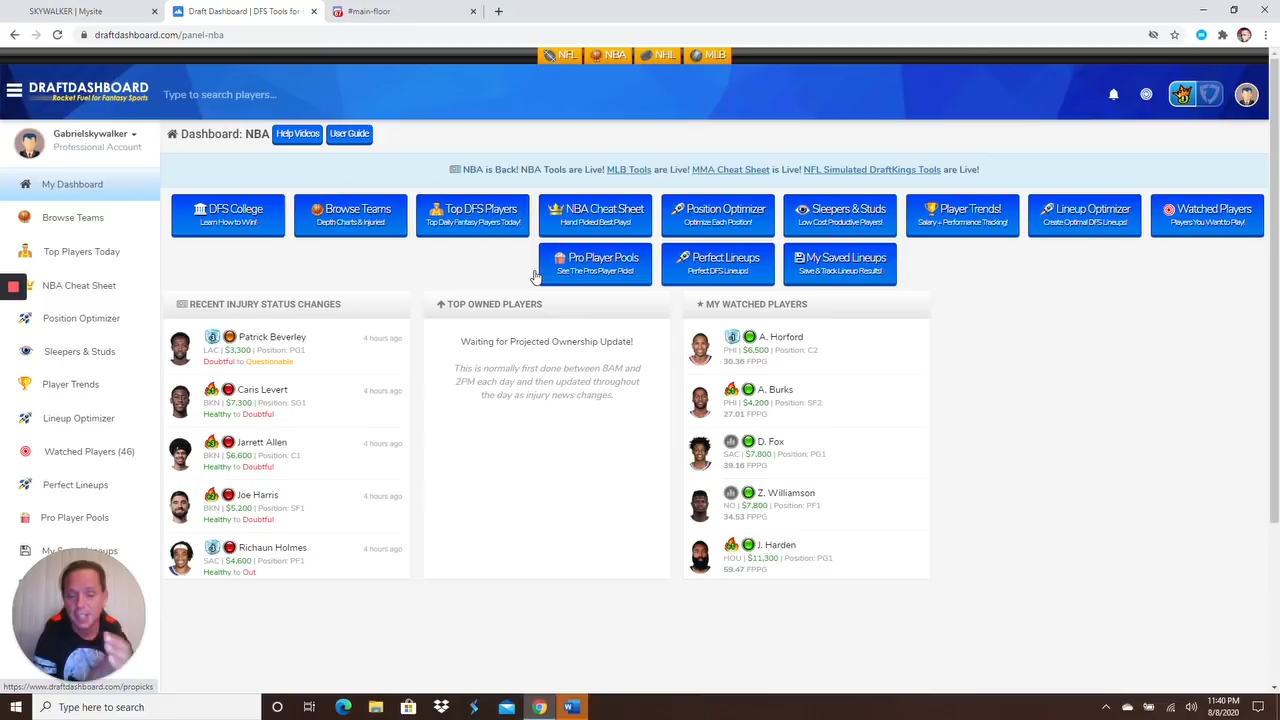 SKYWALKER | Mysite
Draft Dashboard | DFS Tools for
#main-floor
draftdashboard.com/panel-nba
NFL
NBA
NHL
MLB
DRAFTDASHBOARD
Rocket Fuel for Fantasy Sports
Type to search players...
Gabrielskywalker
Professional Account
My Dashboard
Browse Teams
Top Players Today
NBA Cheat Sheet
Position Optimizer
Sleepers & Studs
Player Trends
Lineup Optimizer
Watched Players (46)
Perfect Lineups
Pro Player Pools
Dashboard: NBA
Help Videos
User Guide
NBA is Back! NBA Tools are Live! MLB Tools are Live! MMA Cheat Sheet is Live! NFL Simulated DraftKings Tools are Live!
DFS College
Learn How to Win!
Browse Teams
Depth Charts & Injuries!
Top DFS Players
Top Daily Fantasy Players Today!
NBA Cheat Sheet
Hand Picked Best Plays!
Position Optimizer
Optimize Each Position!
Sleepers & Studs
Low Cost Productive Players!
Player Trends!
Salary + Performance Tracking!
Lineup Optimizer
Create Optimal DFS Lineups!
Watched Players
Players You Want to Play!
Pro Player Pools
See The Pros Player Picks!
Perfect Lineups
Perfect DFS Lineups!
My Saved Lineups
Save & Track Lineup Results!
RECENT INJURY STATUS CHANGES
Patrick Beverley
4 hours ago
LAC | $3,300 | Position: PG1
Doubtful to Questionable
Caris Levert
4 hours ago
BKN | $7,300 | Position: SG1
Healthy to Doubtful
Jarrett Allen
4 hours ago
BKN | $6,600 | Position: C1
Healthy to Doubtful
Joe Harris
4 hours ago
BKN | $5,200 | Position: SF1
Healthy to Doubtful
Richaun Holmes
4 hours ago
SAC | $4,600 | Position: PF1
Healthy to Out
TOP OWNED PLAYERS
Waiting for Projected Ownership Update!
This is normally first done between 8AM and
2PM each day and then updated throughout
the day as injury news changes.
MY WATCHED PLAYERS
A. Horford
PHI | $6,500 | Position: C2
30.36 FPPG
A. Burks
PHI | $4,200 | Position: SF2
27.01 FPPG
D. Fox
SAC | $7,800 | Position: PG1
39.16 FPPG
Z. Williamson
NO | $7,800 | Position: PF1
34.53 FPPG
J. Harden
HOU | $11,300 | Position: PG1
59.47 FPPG
https://www.draftdashboard.com/propicks
Type here to search
11:40 PM
8/8/2020